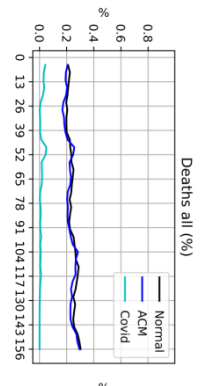 Deaths all (%)
%
0.0 0.2 0.4 0.6 0.8
0 13 26 39 52 65 78 91 104 117 130 143 156
Normal
ACM
Covid